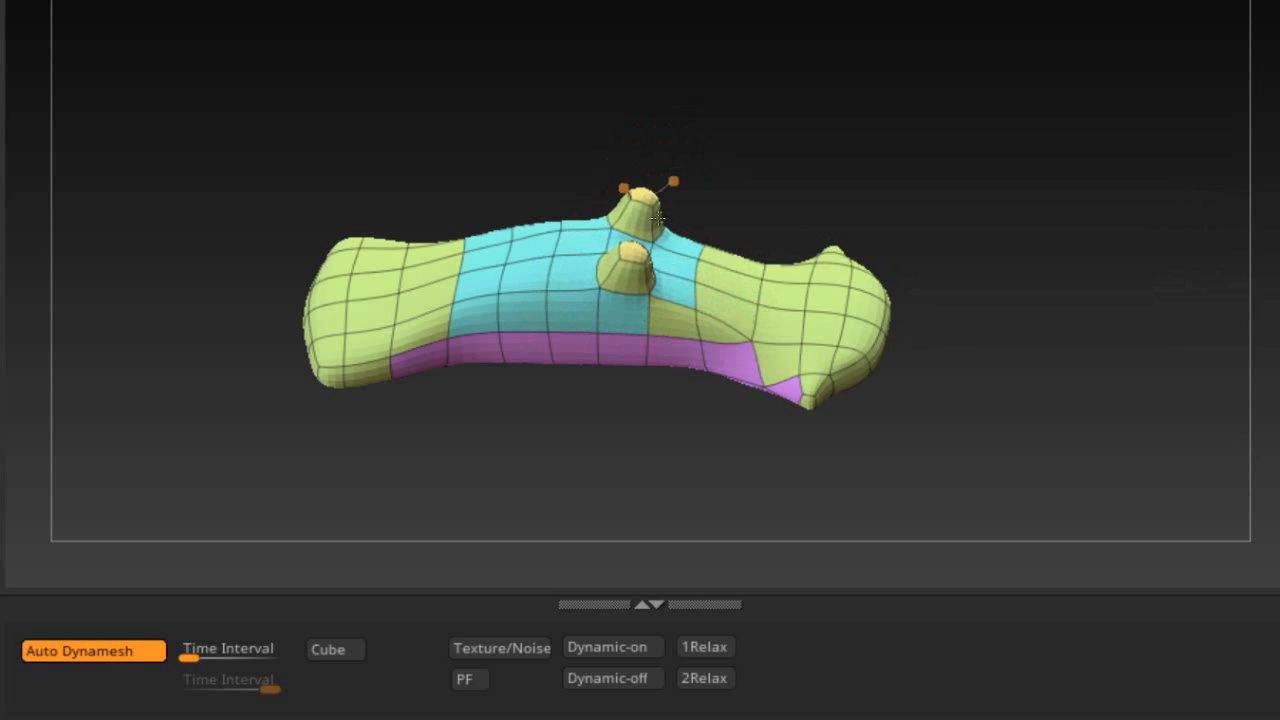 Auto Dynamesh
Time Interval
Cube
Texture/Noise
Dynamic-on
1Relax
Time Interval
PF
Dynamic-off
2Relax